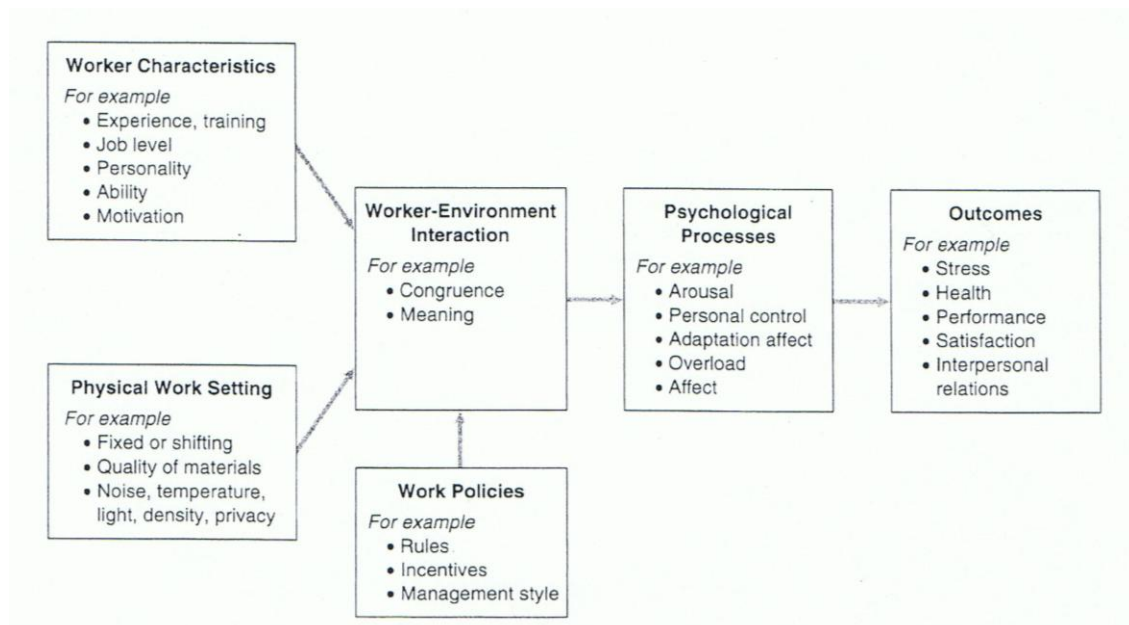 Worker Characteristics
For example
• Experience, training
• Job level
• Personality
• Ability
• Motivation
Physical Work Setting
For example
• Fixed or shifting
• Quality of materials
• Noise, temperature,
light, density, privacy
Worker-Environment
Interaction
For example
• Congruence
• Meaning
Work Policies
For example
• Rules
• Incentives
• Management style
Psychological
Processes
For example
• Arousal
• Personal control
• Adaptation affect
• Overload
• Affect
Outcomes
For example
• Stress
• Health
• Performance
• Satisfaction
• Interpersonal
relations